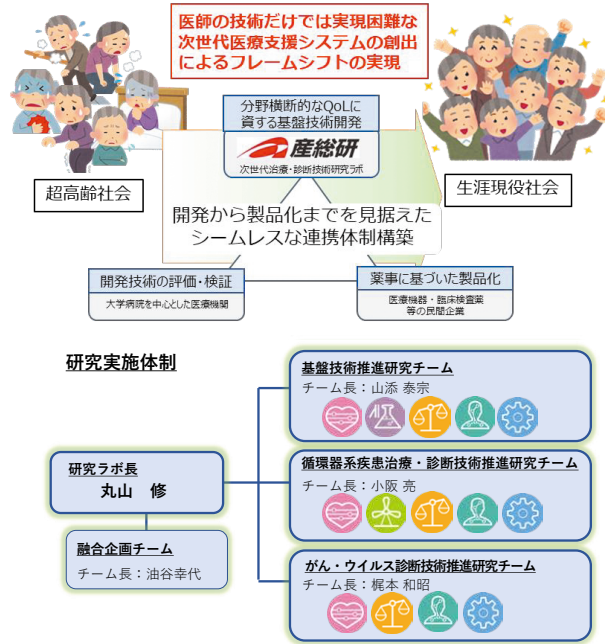 医師の技術だけでは実現困難な
次世代医療支援システムの創出
によるフレームシフトの実現
分野横断的なQoLに
資する基盤技術開発
産総研
次世代治療・診断技術研究ラボ
超高齢社会
生涯現役社会
開発から製品化までを見据えた
シームレスな連携体制構築
開発技術の評価・検証
大学病院を中心とした医療機関
薬事に基づいた製品化
医療機器・臨床検査薬
等の民間企業
研究実施体制
基盤技術推進研究チーム
チーム長：山添 泰宗
研究ラボ長
丸山　修
循環器系疾患治療・診断技術推進研究チーム
チーム長：小阪 亮
融合企画チーム
チーム長：油谷幸代
がん・ウイルス診断技術推進研究チーム
チーム長：梶本 和昭